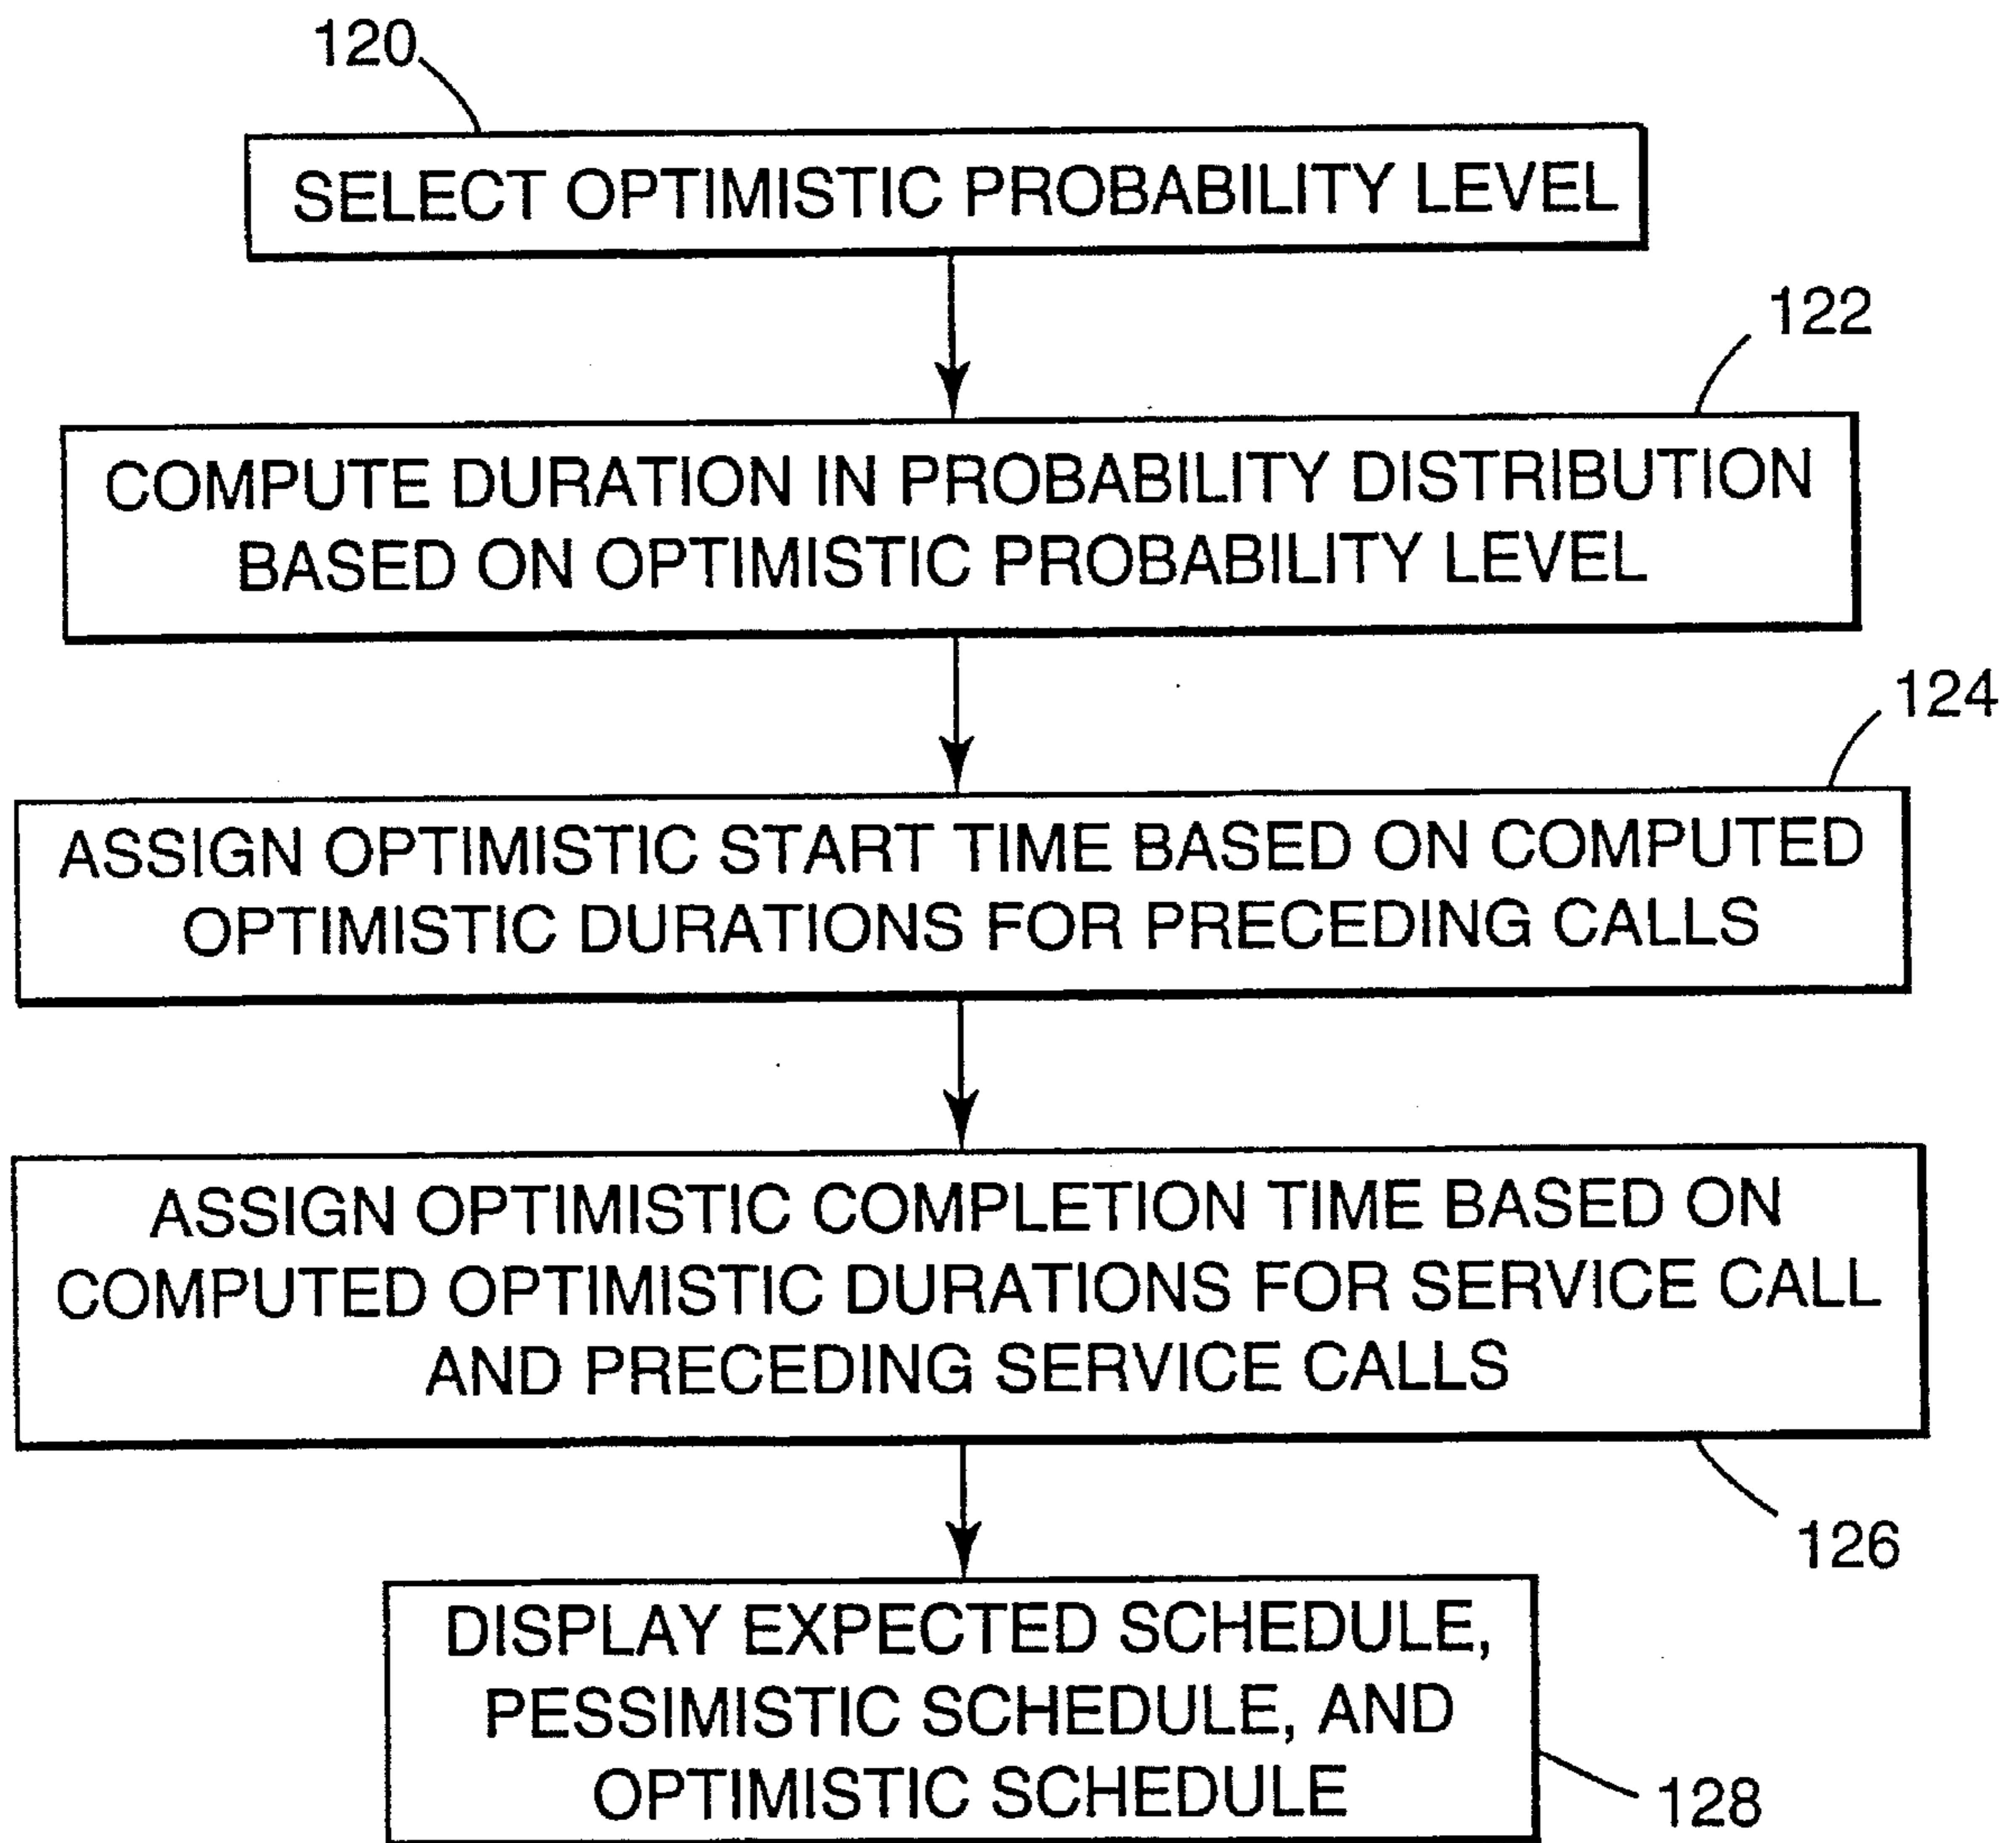 120
SELECT OPTIMISTIC PROBABILITY LEVEL
122
COMPUTE DURATION IN PROBABILITY DISTRIBUTION
BASED ON OPTIMISTIC PROBABILITY LEVEL
124
ASSIGN OPTIMISTIC START TIME BASED ON COMPUTED
OPTIMISTIC DURATIONS FOR PRECEDING CALLS
ASSIGN OPTIMISTIC COMPLETION TIME BASED ON
COMPUTED OPTIMISTIC DURATIONS FOR SERVICE CALL
AND PRECEDING SERVICE CALLS
126
DISPLAY EXPECTED SCHEDULE,
PESSIMISTIC SCHEDULE, AND
OPTIMISTIC SCHEDULE
128